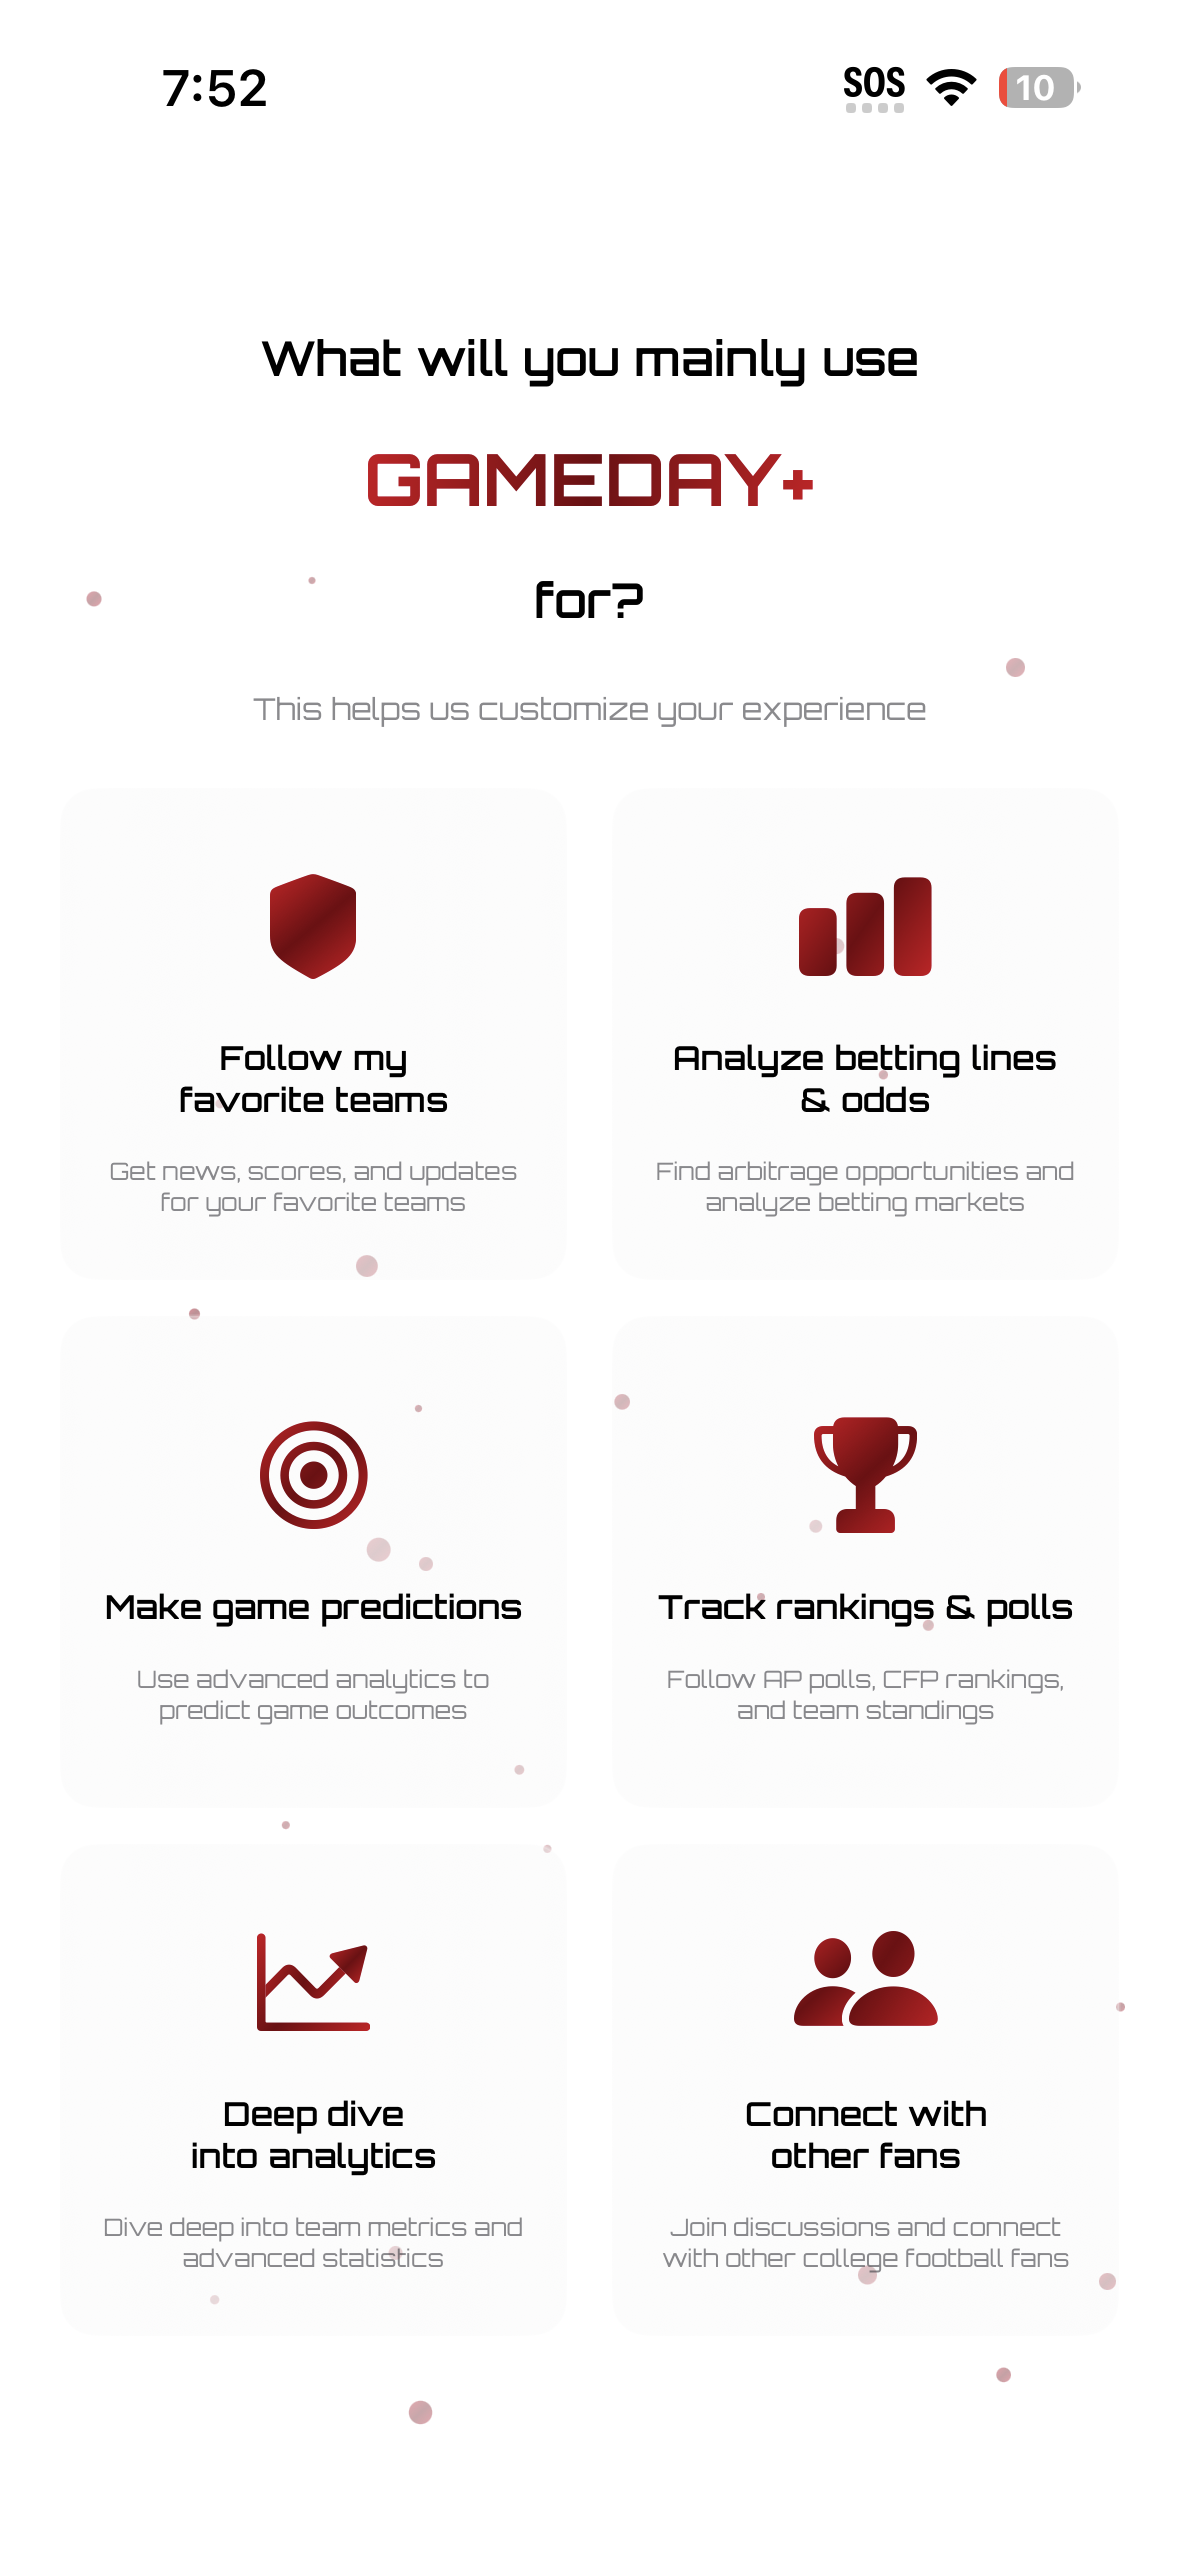 7:52
SOS
10
What will you mainly use
GAMEDAY+
for?
This helps us customize your experience
Follow my
favorite teams
Get news, scores, and updates
for your favorite teams
Analyze betting lines
& odds
Find arbitrage opportunities and
analyze betting markets
Make game predictions
Use advanced analytics to
predict game outcomes
Track rankings & polls
Follow AP polls, CFP rankings,
and team standings
Deep dive
into analytics
Dive deep into team metrics and
advanced statistics
Connect with
other fans
Join discussions and connect
with other college football fans